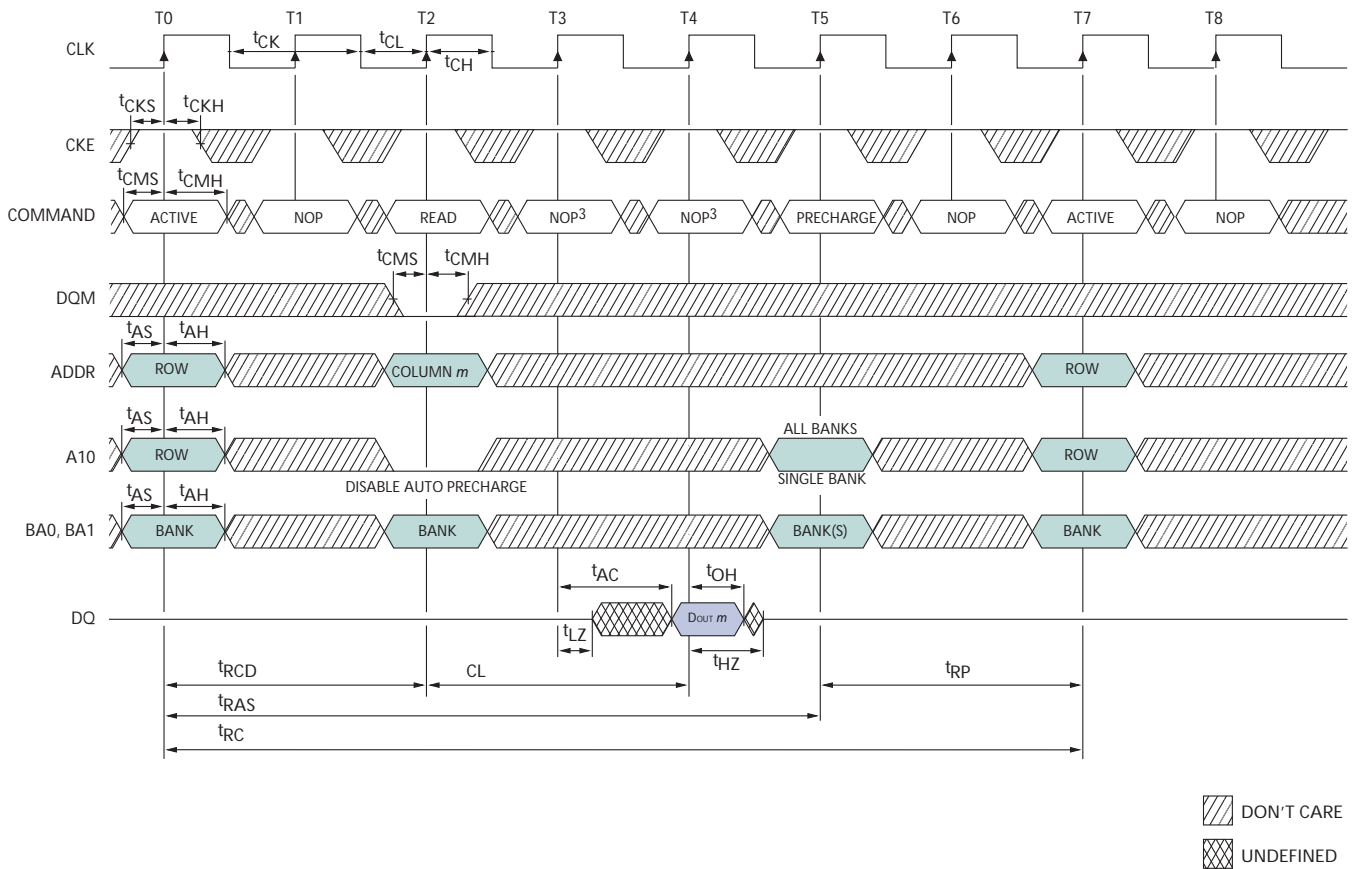 T0 T1 T2 T3 T4 T5 T6 T7 T8
CLK
tCK tCL
tCH
tCKS tCKH
CKE
tCMS tCMH
COMMAND ACTIVE NOP READ NOP3 NOP3 PRECHARGE NOP ACTIVE NOP
tCMS tCMH
DQM
tAS tAH
ADDR ROW COLUMN m ROW
tAS tAH ALL BANKS
A10 ROW ROW
DISABLE AUTO PRECHARGE SINGLE BANK
tAS tAH
BA0, BA1 BANK BANK BANK(S) BANK
tAC tOH
DQ DOUT m
tLZ tHZ
tRCD CL tRP
tRAS
tRC
DON'T CARE
UNDEFINED